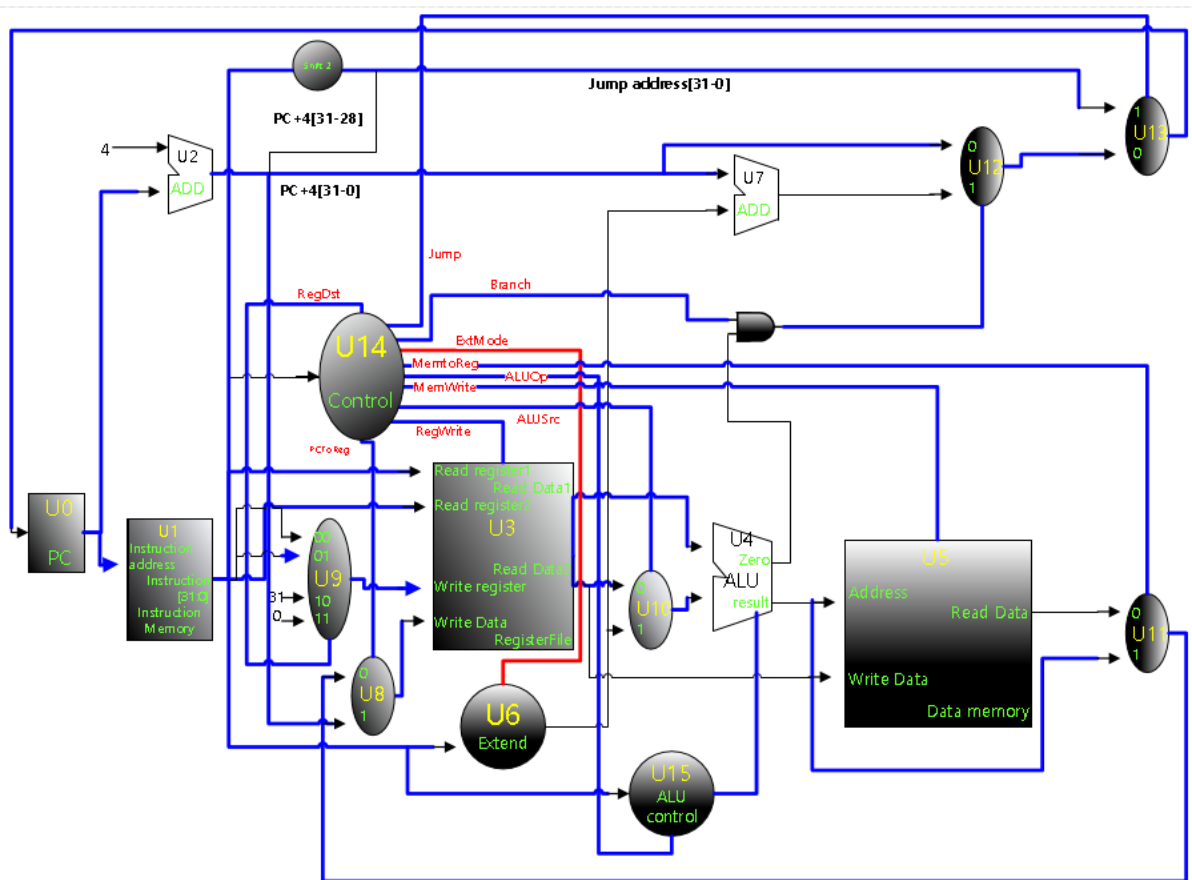 Shift 2
Jump address[31-0]
1
U13
0
PC+4[31-28]
4
U2
ADD
PC+4[31-0]
0
U12
1
U7
ADD
Jump
Branch
RegDst
U14
Control
ExtMode
MemtoReg
ALUOp
MemWrite
ALUSrc
RegWrite
PCToReg
U0
PC
U1
Instruction
address
Instruction
[31:0]
Instruction
Memory
00
01
U9
10
11
31
0
Read register1
Read Data1
Read register2
U3
Read Data2
Write register
Write Data
RegisterFile
0
U10
1
U4
Zero
ALU
result
U5
Address
Read Data
Write Data
Data memory
0
U11
1
0
U8
1
U6
Extend
U15
ALU
control